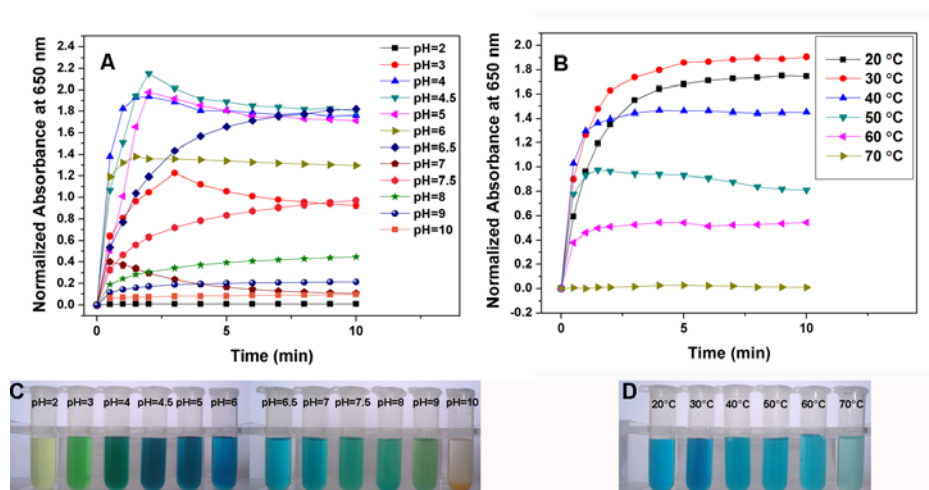 A
Normalized Absorbance at 650 nm
2.4
2.2
2.0
1.8
1.6
1.4
1.2
1.0
0.8
0.6
0.4
0.2
0.0
0
5
10
Time (min)
pH=2
pH=3
pH=4
pH=4.5
pH=5
pH=6
pH=6.5
pH=7
pH=7.5
pH=8
pH=9
pH=10
B
Normalized Absorbance at 650 nm
2.0
1.8
1.6
1.4
1.2
1.0
0.8
0.6
0.4
0.2
0.0
-0.2
0
5
10
Time (min)
20 °C
30 °C
40 °C
50 °C
60 °C
70 °C
C
pH=2 pH=3 pH=4 pH=4.5 pH=5 pH=6 pH=6.5 pH=7 pH=7.5 pH=8 pH=9 pH=10
D
20°C 30°C 40°C 50°C 60°C 70°C